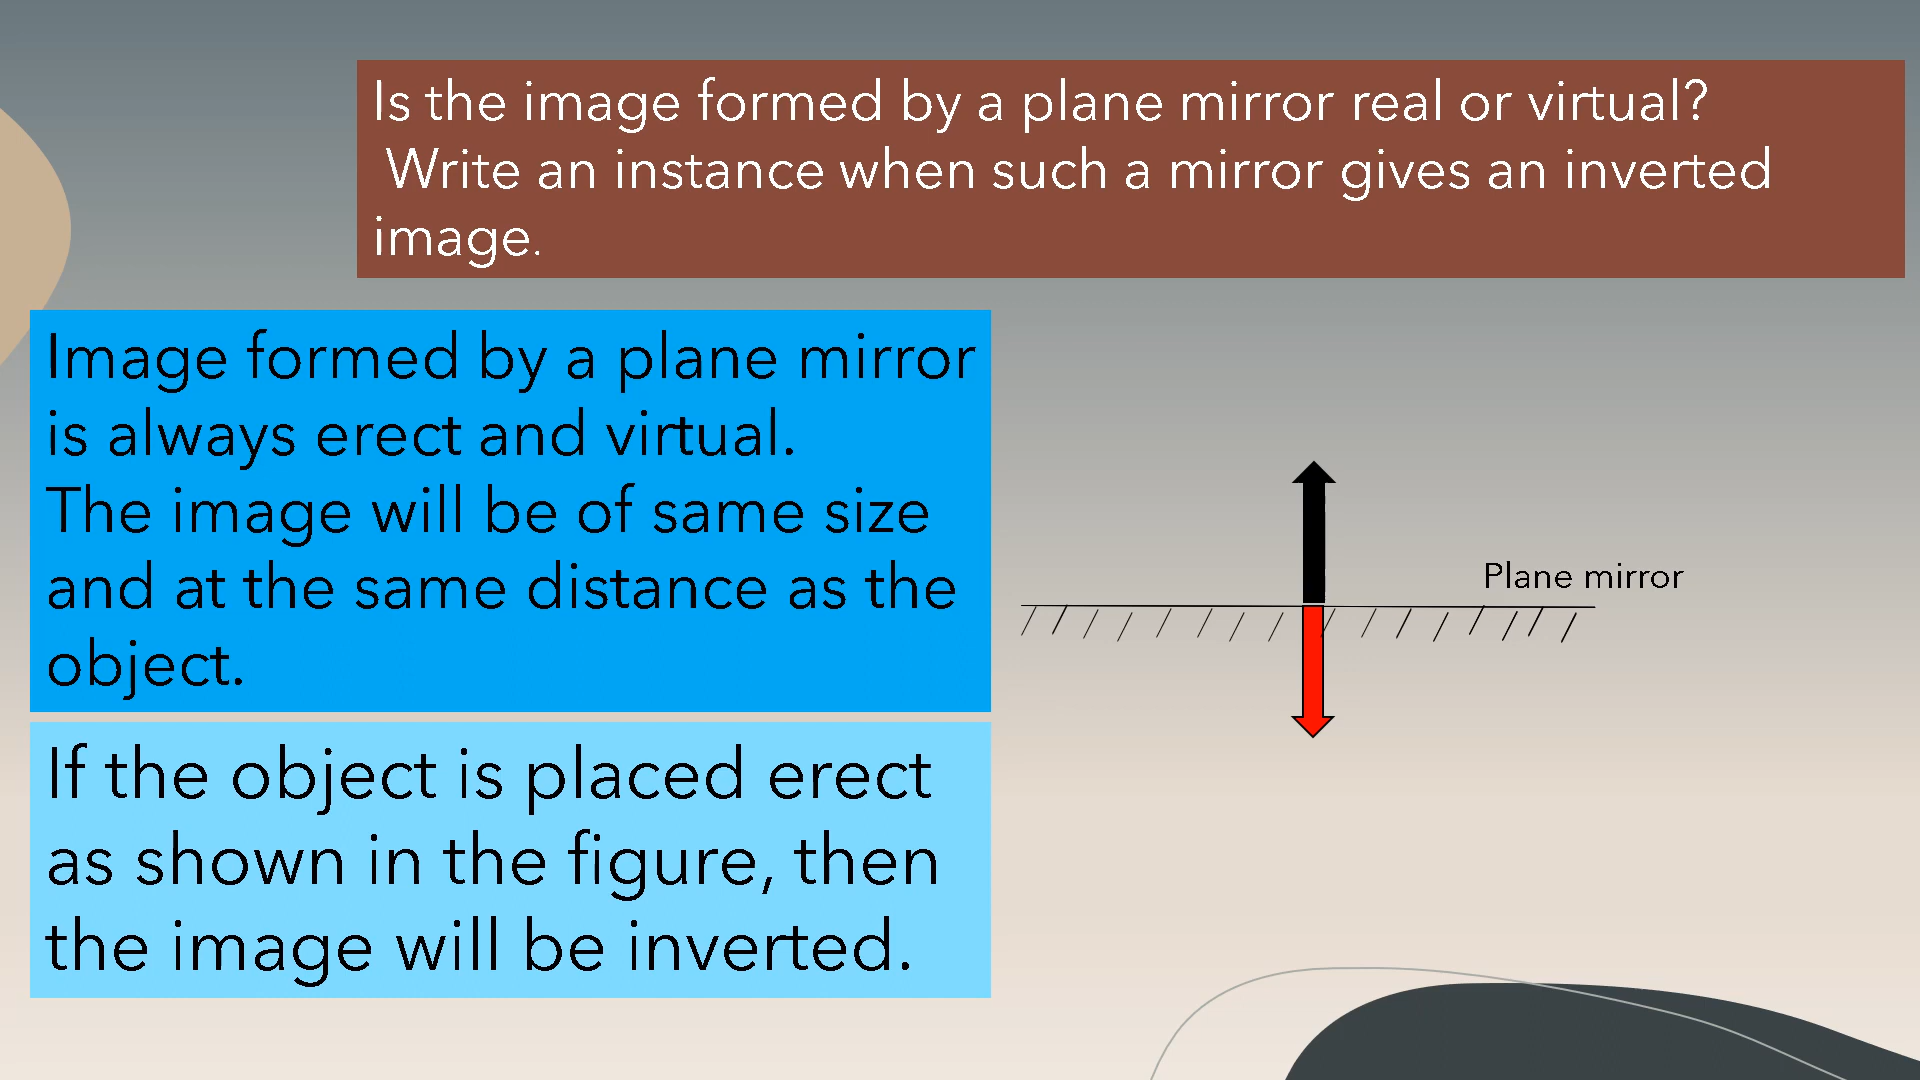 Is the image formed by a plane mirror real or virtual?
Write an instance when such a mirror gives an inverted
image.
Image formed by a plane mirror
is always erect and virtual.
The image will be of same size
and at the same distance as the
object.
Plane mirror
If the object is placed erect
as shown in the figure, then
the image will be inverted.